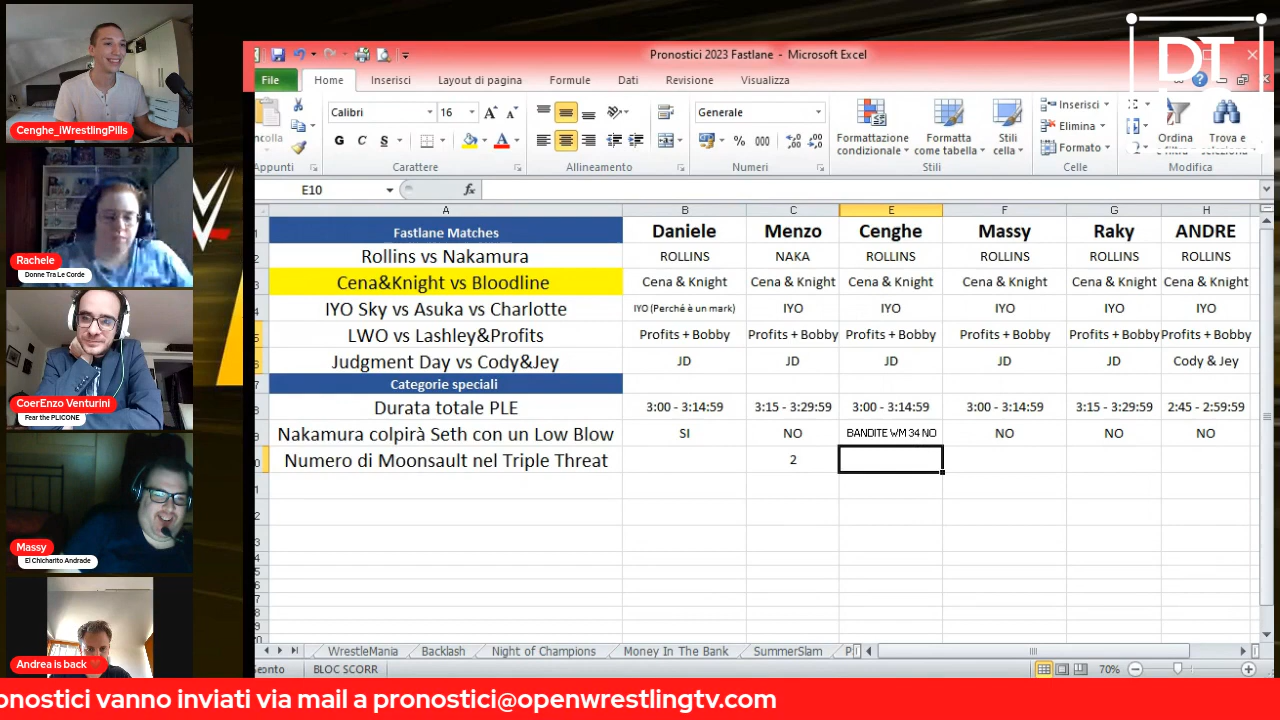 Cenghe_iWrestlingPills
Rachele
Donne Tra Le Corde
CoerEnzo Venturini
Fear the PLICONE
Massy
El Chicharito Andrade
Andrea is back
Pronostici 2023 Fastlane - Microsoft Excel
DT
File Home Inserisci Layout di pagina Formule Dati Revisione Visualizza
Calibri 16 Generale
G C S
% 000
ncolla
Formattazione condizionale
Formatta come tabella
Stili cella
Inserisci
Elimina
Formato
Ordina
Trova e
Appunti Carattere Allineamento Numeri Stili Celle Modifica
E10 fx
A B C D E F G H
Fastlane Matches Daniele Menzo Cenghe Massy Raky ANDRE
Rollins vs Nakamura ROLLINS NAKA ROLLINS ROLLINS ROLLINS ROLLINS
Cena&Knight vs Bloodline Cena & Knight Cena & Knight Cena & Knight Cena & Knight Cena & Knight Cena & Knight
IYO Sky vs Asuka vs Charlotte IYO (Perché è un mark) IYO IYO IYO IYO IYO
LWO vs Lashley&Profits Profits + Bobby Profits + Bobby Profits + Bobby Profits + Bobby Profits + Bobby Profits + Bobby
Judgment Day vs Cody&Jey JD JD JD JD JD Cody & Jey
Categorie speciali
Durata totale PLE 3:00 - 3:14:59 3:15 - 3:29:59 3:00 - 3:14:59 3:00 - 3:14:59 3:15 - 3:29:59 2:45 - 2:59:59
Nakamura colpirà Seth con un Low Blow SI NO BANDITE WM 34 NO NO NO NO
Numero di Moonsault nel Triple Threat 2
WrestleMania Backlash Night of Champions Money In The Bank SummerSlam P
BLOC SCORR 70%
onostici vanno inviati via mail a pronostici@openwrestlingtv.com